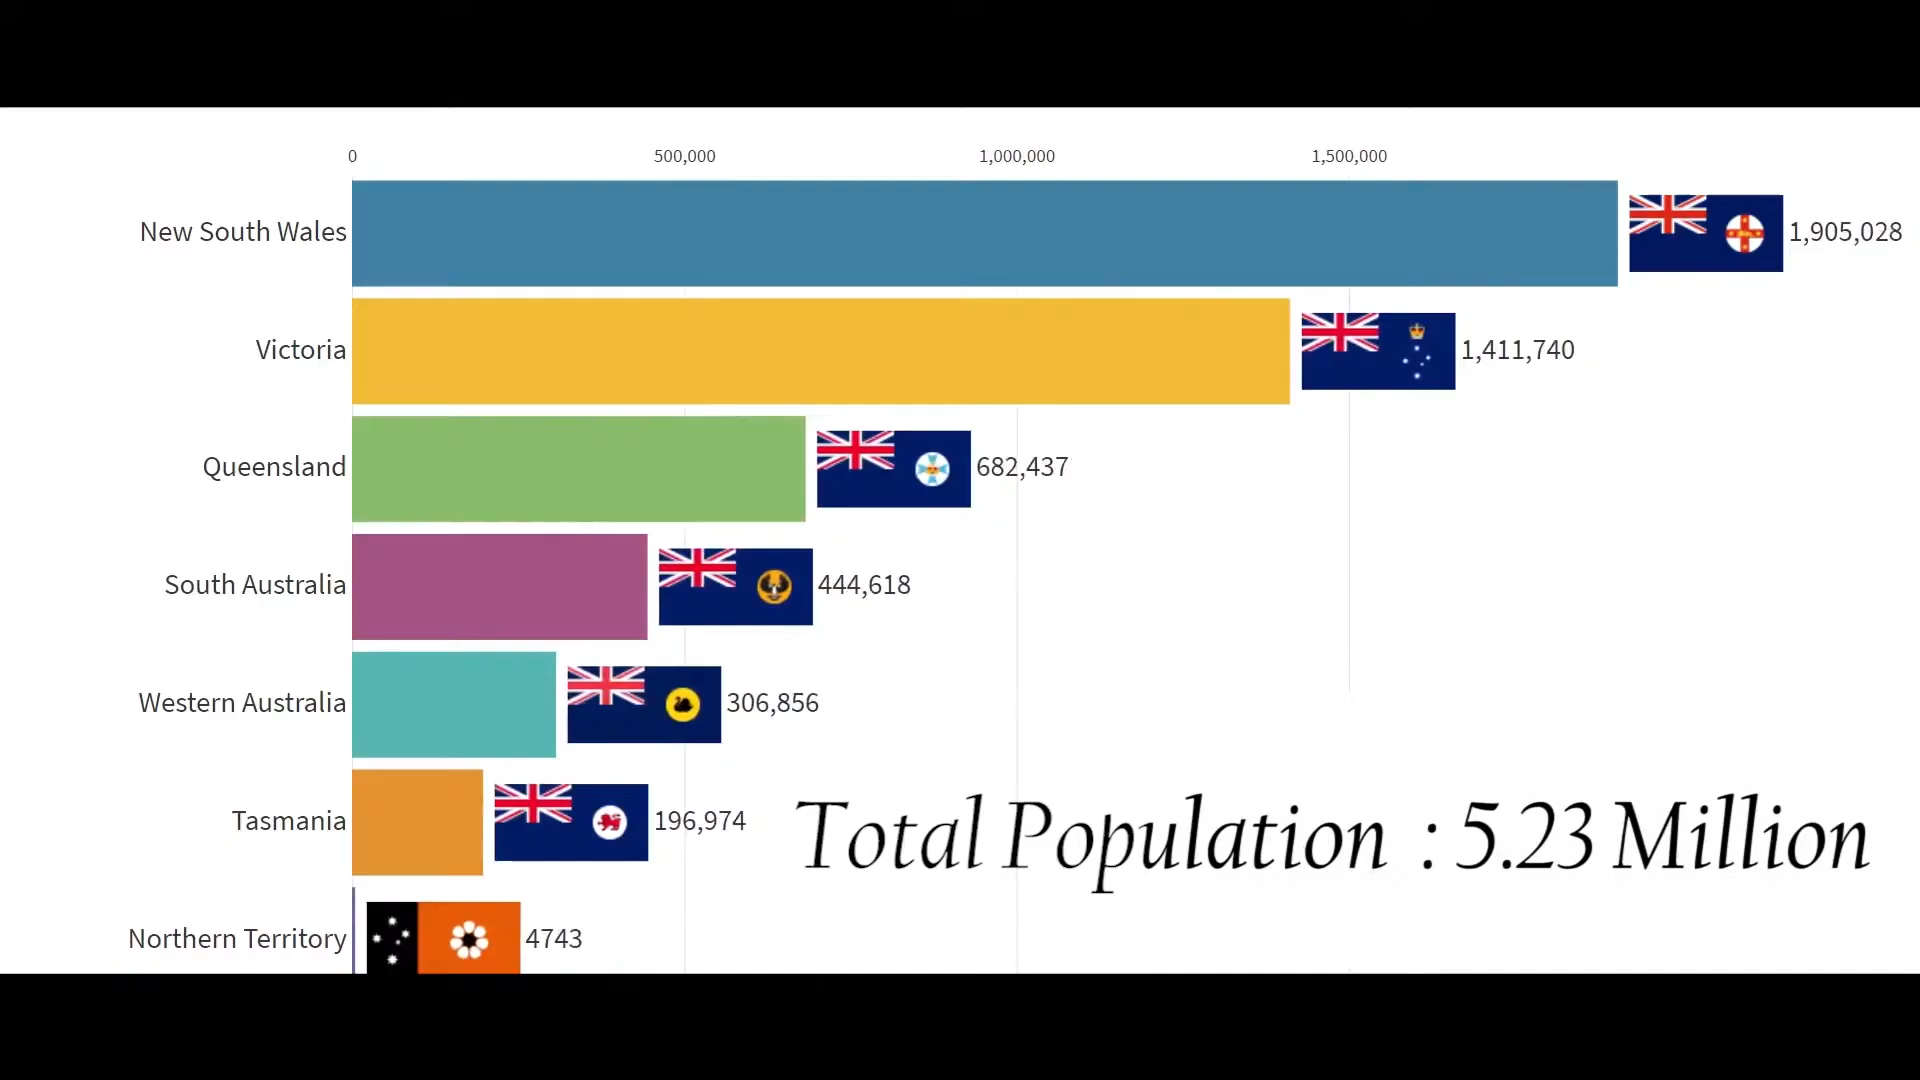 0 500,000 1,000,000 1,500,000
New South Wales 1,905,028
Victoria 1,411,740
Queensland 682,437
South Australia 444,618
Western Australia 306,856
Tasmania 196,974
Total Population : 5.23 Million
Northern Territory 4743